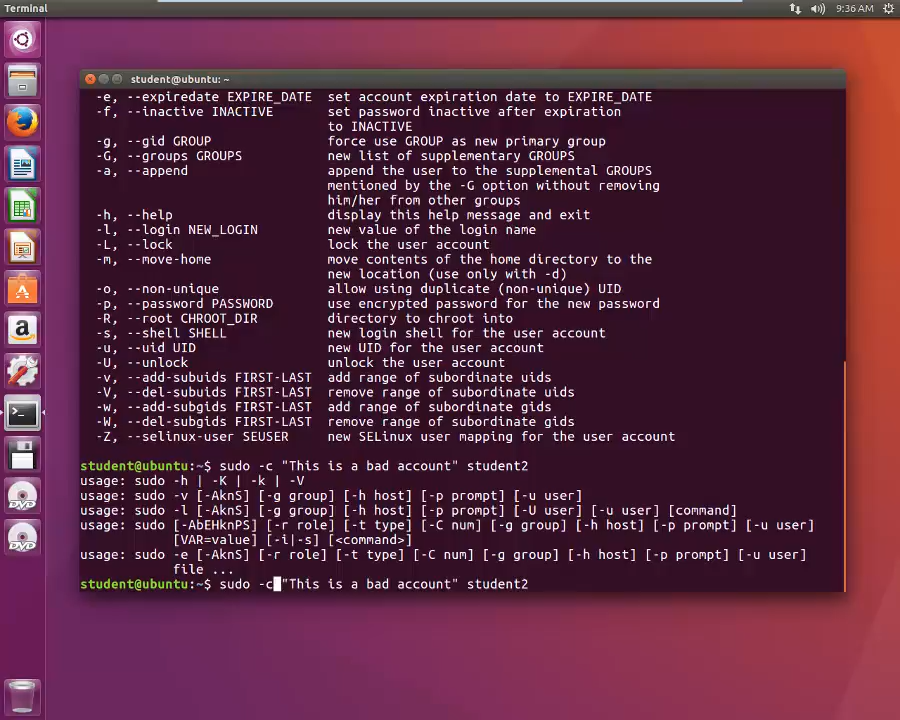 Terminal
9:36 AM
student@ubuntu: ~
-e, --expiredate EXPIRE_DATE  set account expiration date to EXPIRE_DATE
-f, --inactive INACTIVE       set password inactive after expiration
to INACTIVE
-g, --gid GROUP               force use GROUP as new primary group
-G, --groups GROUPS           new list of supplementary GROUPS
-a, --append                  append the user to the supplemental GROUPS
mentioned by the -G option without removing
him/her from other groups
-h, --help                    display this help message and exit
-l, --login NEW_LOGIN         new value of the login name
-L, --lock                    lock the user account
-m, --move-home               move contents of the home directory to the
new location (use only with -d)
-o, --non-unique              allow using duplicate (non-unique) UID
-p, --password PASSWORD       use encrypted password for the new password
-R, --root CHROOT_DIR         directory to chroot into
-s, --shell SHELL             new login shell for the user account
-u, --uid UID                 new UID for the user account
-U, --unlock                  unlock the user account
-v, --add-subuids FIRST-LAST  add range of subordinate uids
-V, --del-subuids FIRST-LAST  remove range of subordinate uids
-w, --add-subgids FIRST-LAST  add range of subordinate gids
-W, --del-subgids FIRST-LAST  remove range of subordinate gids
-Z, --selinux-user SEUSER     new SELinux user mapping for the user account
student@ubuntu:~$ sudo -c "This is a bad account" student2
usage: sudo -h | -K | -k | -V
usage: sudo -v [-AknS] [-g group] [-h host] [-p prompt] [-u user]
usage: sudo -l [-AknS] [-g group] [-h host] [-p prompt] [-U user] [-u user] [command]
usage: sudo [-AbEHknPS] [-r role] [-t type] [-C num] [-g group] [-h host] [-p prompt] [-u user]
[VAR=value] [-i|-s] [<command>]
usage: sudo -e [-AknS] [-r role] [-t type] [-C num] [-g group] [-h host] [-p prompt] [-u user]
file ...
student@ubuntu:~$ sudo -c "This is a bad account" student2
DVD
DVD